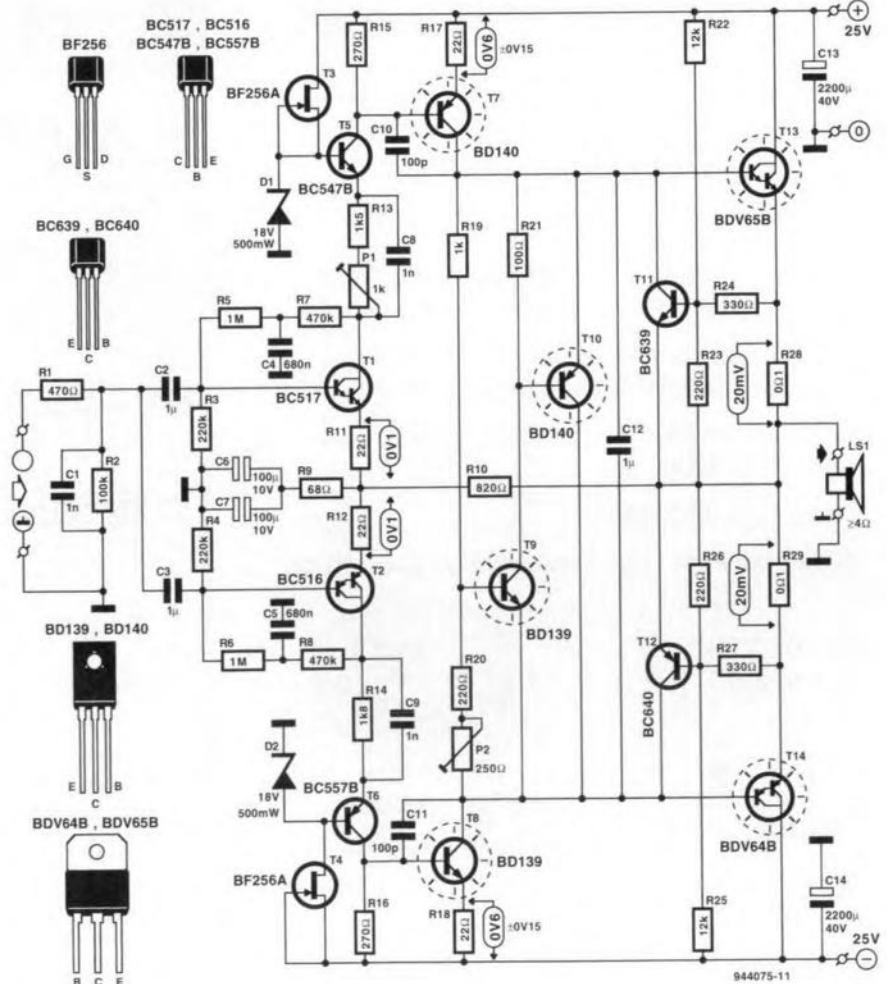 BF256
G S D
BC517 , BC516
BC547B , BC557B
C B E
BC639 , BC640
E C B
BD139 , BD140
E C B
BDV64B , BDV65B
B C E
R15
270Ω
R17
22Ω
0V6
±0V15
R22
12k
+
25V
C13
2200µ
40V
0
BF256A
T3
T5
BC547B
C10
100p
T7
BD140
T13
BDV65B
D1
18V
500mW
R13
1k5
C8
1n
P1
1k
R19
1k
R21
100Ω
T11
BC639
R24
330Ω
R5
1M
R7
470k
C4
680n
T10
BD140
R23
220Ω
20mV
R28
0Ω1
R1
470Ω
C2
1µ
T1
BC517
R3
220k
R11
22Ω
0V1
C12
1µ
LS1
≥4Ω
C1
1n
R2
100k
C6
100µ
10V
C7
100µ
10V
R9
68Ω
R10
820Ω
R4
220k
R12
22Ω
0V1
T9
BD139
R26
220Ω
20mV
R29
0Ω1
C3
1µ
BC516
T2
C5
680n
R6
1M
R8
470k
T12
BC640
R27
330Ω
R14
1k8
C9
1n
R20
220Ω
P2
250Ω
D2
18V
500mW
BC557B
T6
C11
100p
T8
BD139
T14
BDV64B
BF256A
T4
R16
270Ω
R18
22Ω
0V6
±0V15
R25
12k
C14
2200µ
40V
25V
−
944075-11